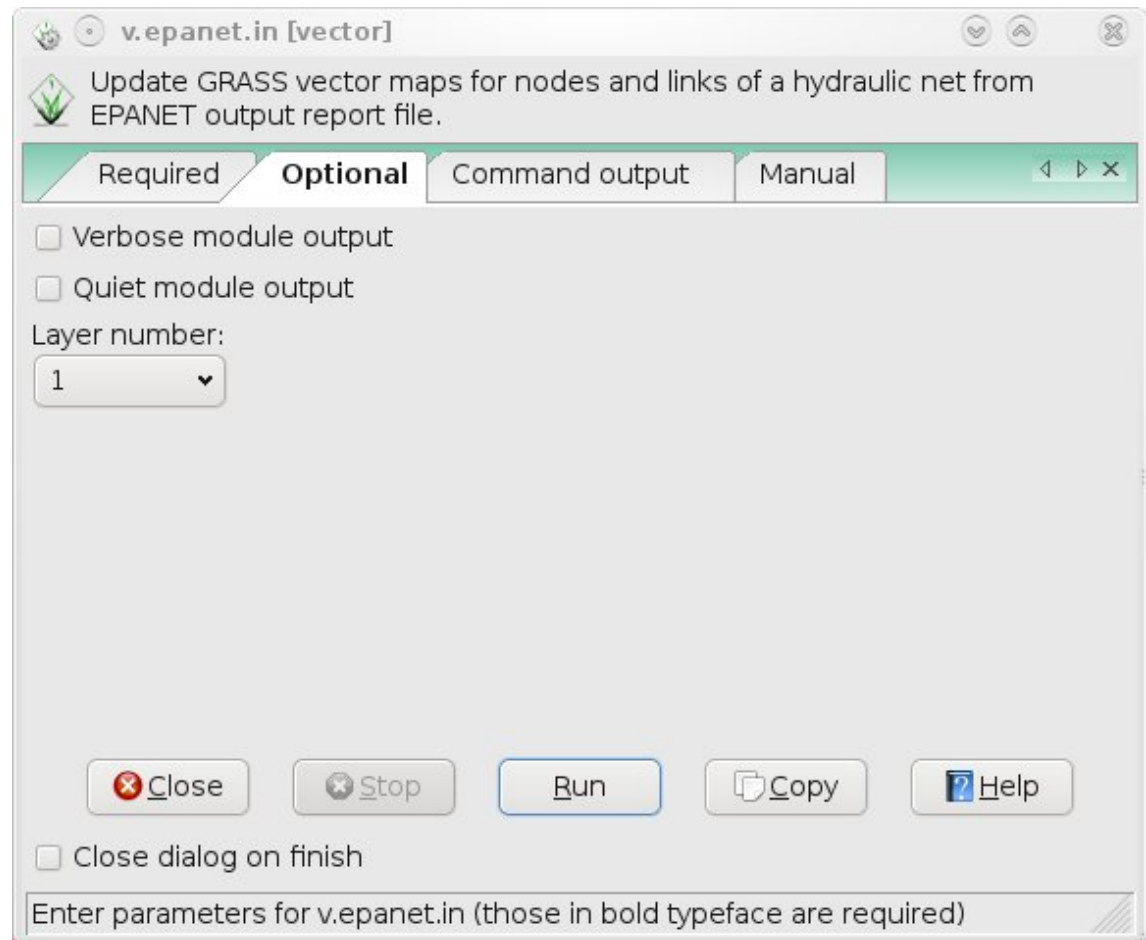 v.epanet.in [vector]
Update GRASS vector maps for nodes and links of a hydraulic net from
EPANET output report file.
Required Optional Command output Manual
Verbose module output
Quiet module output
Layer number:
1
Close Stop Run Copy Help
Close dialog on finish
Enter parameters for v.epanet.in (those in bold typeface are required)